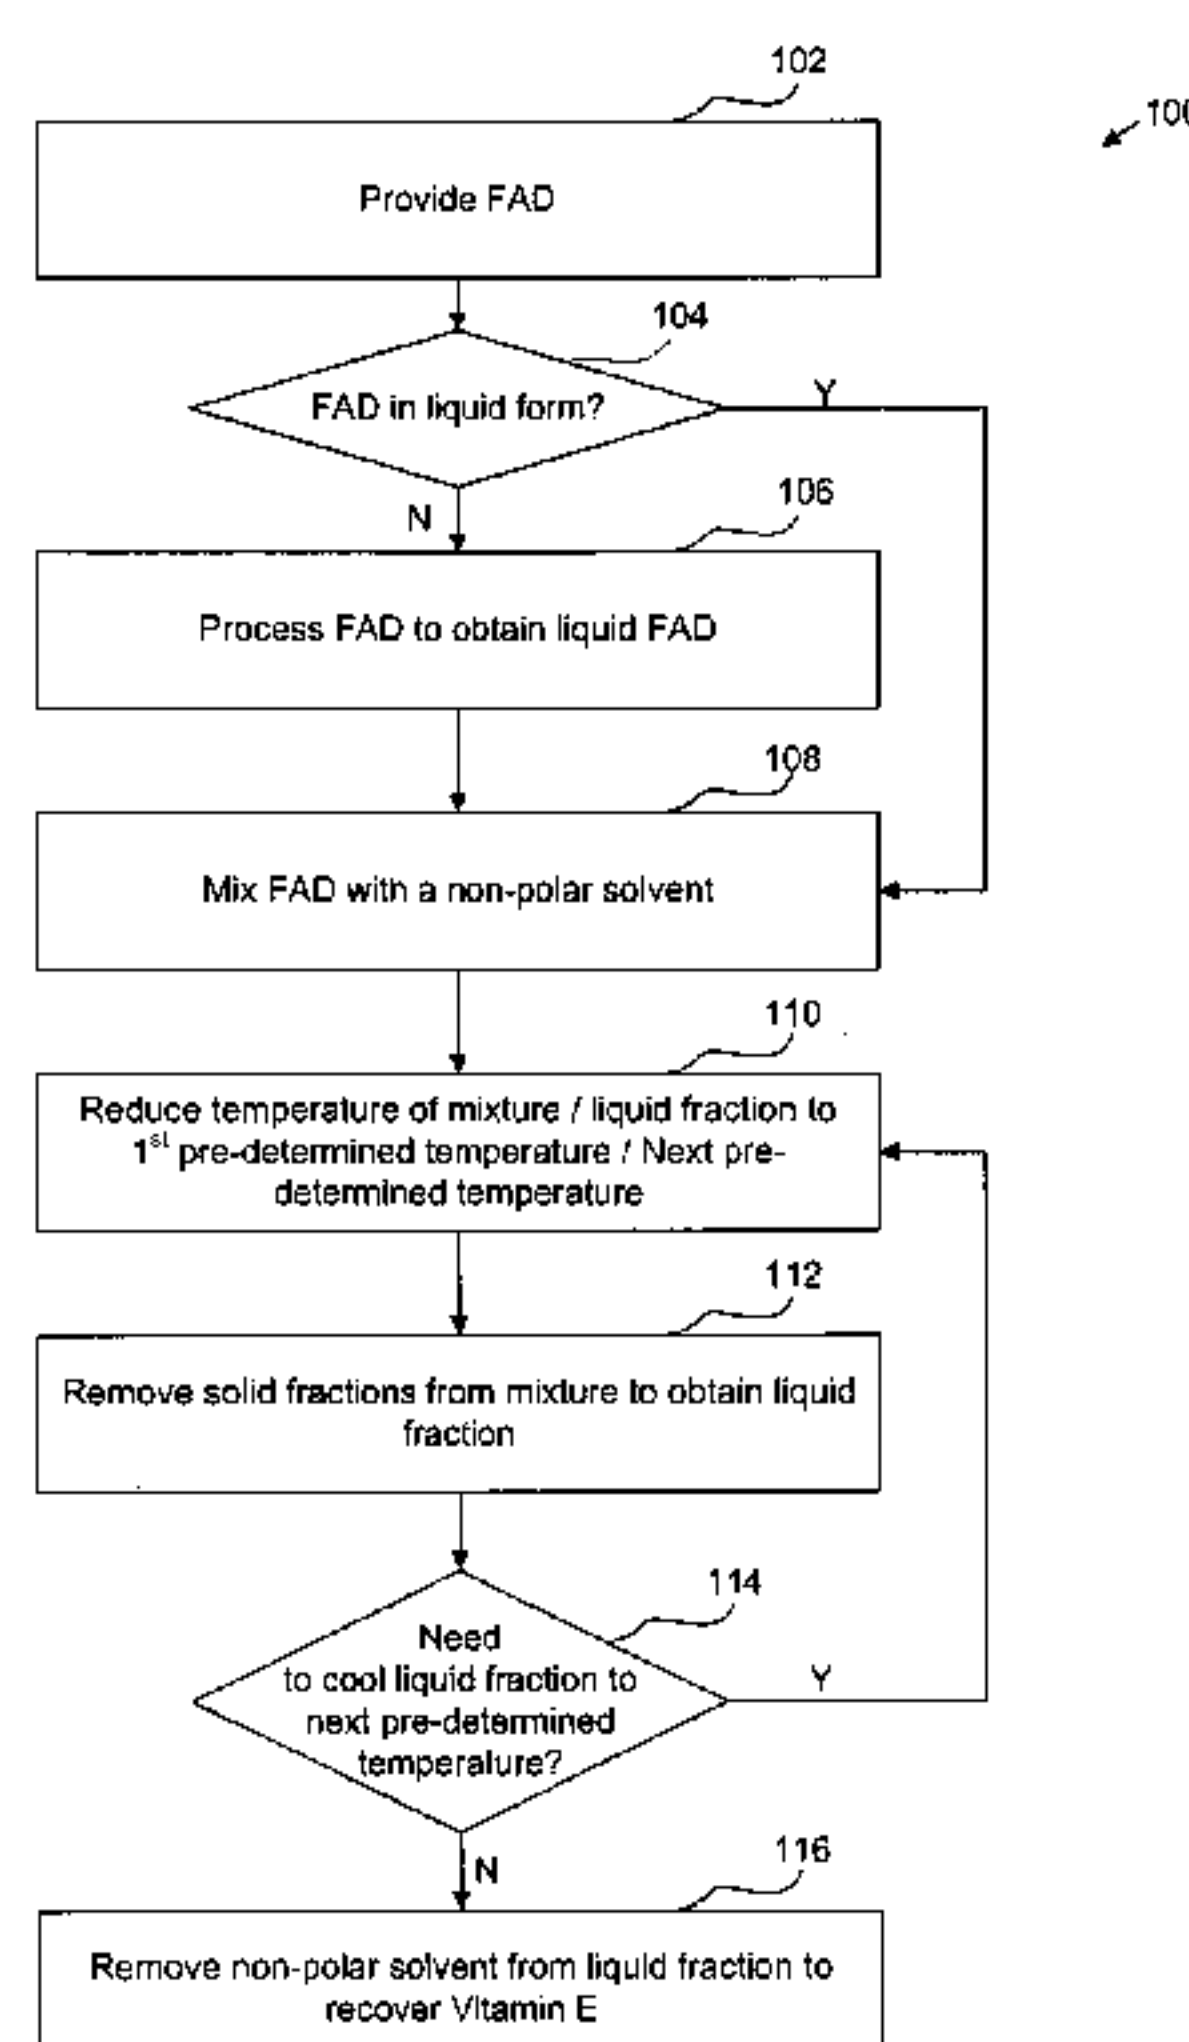 102
100
Provide FAD
104
FAD in liquid form?
Y
N
106
Process FAD to obtain liquid FAD
108
Mix FAD with a non-polar solvent
110
Reduce temperature of mixture / liquid fraction to
1st pre-determined temperature / Next pre-
determined temperature
112
Remove solid fractions from mixture to obtain liquid
fraction
114
Need
to cool liquid fraction to
next pre-determined
temperature?
Y
N
116
Remove non-polar solvent from liquid fraction to
recover Vitamin E